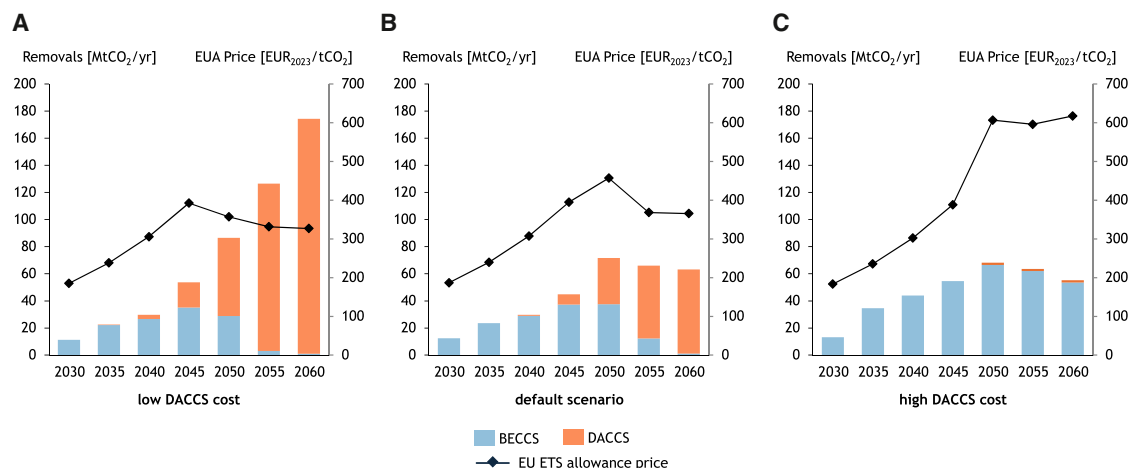 A
Removals [MtCO₂/yr] EUA Price [EUR₂₀₂₃/tCO₂]
200 700
180 600
160
140 500
120 400
100
80 300
60 200
40 100
20
0 0
2030 2035 2040 2045 2050 2055 2060
low DACCS cost
B
Removals [MtCO₂/yr] EUA Price [EUR₂₀₂₃/tCO₂]
200 700
180 600
160
140 500
120 400
100
80 300
60 200
40 100
20
0 0
2030 2035 2040 2045 2050 2055 2060
default scenario
C
Removals [MtCO₂/yr] EUA Price [EUR₂₀₂₃/tCO₂]
200 700
180 600
160
140 500
120 400
100
80 300
60 200
40 100
20
0 0
2030 2035 2040 2045 2050 2055 2060
high DACCS cost
BECCS DACCS
EU ETS allowance price